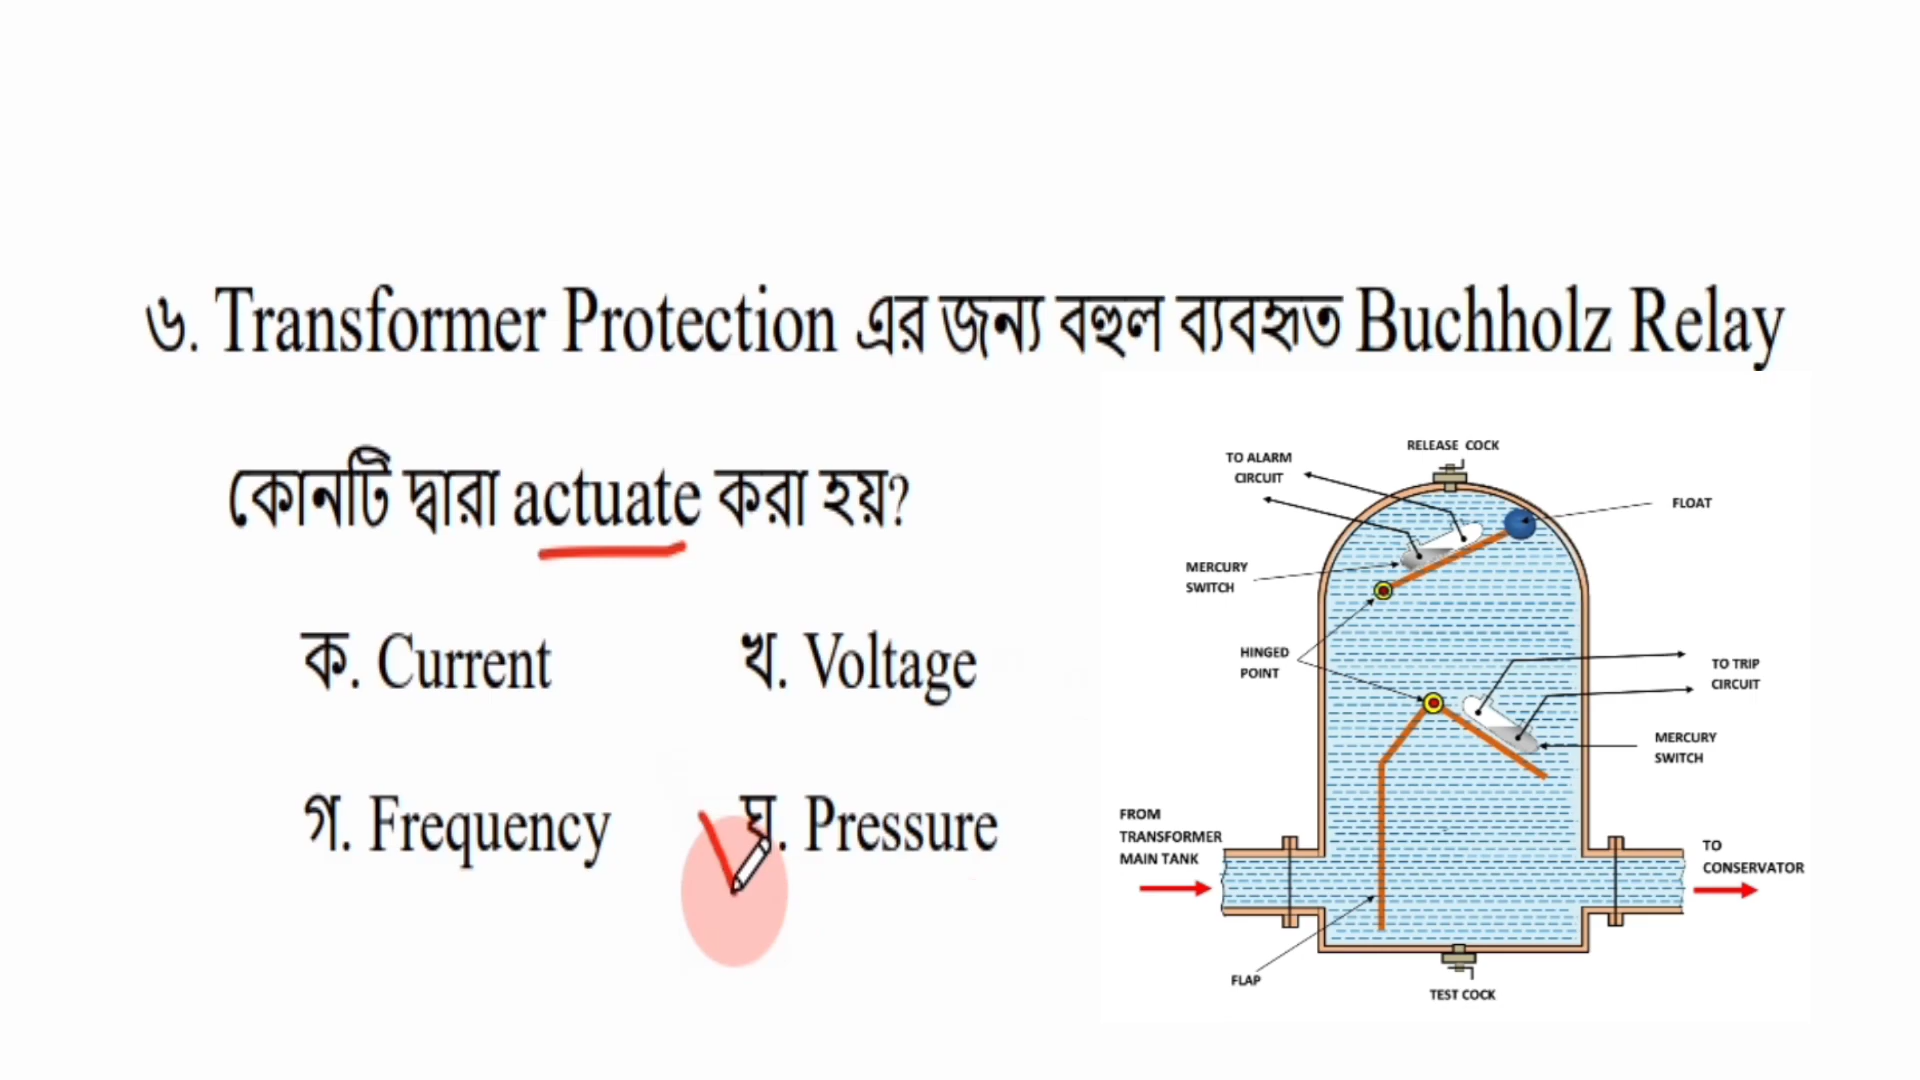 ৬. Transformer Protection এর জন্য বহুল ব্যবহৃত Buchholz Relay
কোনটি দ্বারা actuate করা হয়?
ক. Current
খ. Voltage
গ. Frequency
ঘ. Pressure
RELEASE COCK
TO ALARM
CIRCUIT
FLOAT
MERCURY
SWITCH
HINGED
POINT
TO TRIP
CIRCUIT
MERCURY
SWITCH
FROM
TRANSFORMER
MAIN TANK
TO
CONSERVATOR
FLAP
TEST COCK